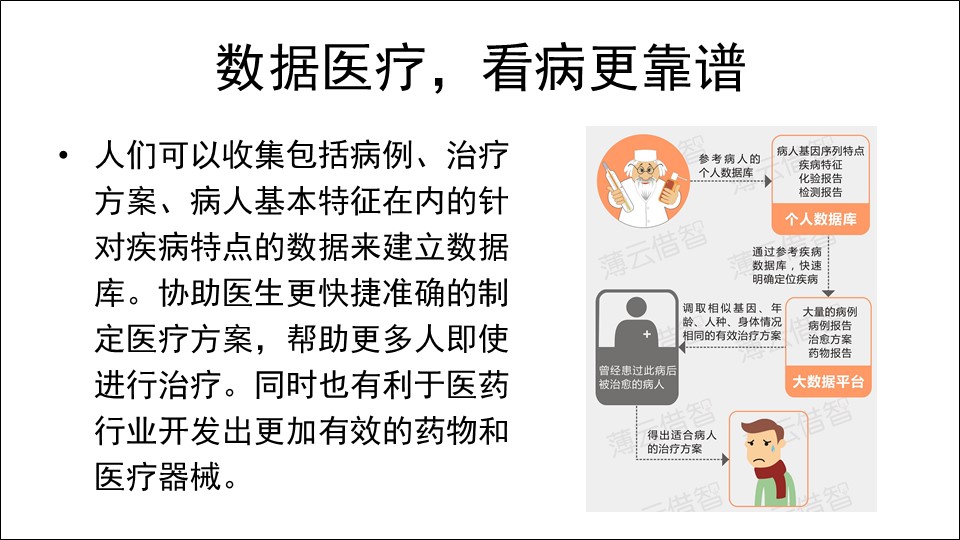 数据医疗，看病更靠谱
• 人们可以收集包括病例、治疗
方案、病人基本特征在内的针
对疾病特点的数据来建立数据
库。协助医生更快捷准确的制
定医疗方案，帮助更多人即使
进行治疗。同时也有利于医药
行业开发出更加有效的药物和
医疗器械。
参考病人的
个人数据库
病人基因序列特点
疾病特征
化验报告
检测报告
个人数据库
通过参考疾病
数据库，快速
明确定位疾病
大量的病例
病例报告
治愈方案
药物报告
大数据平台
调取相似基因、年
龄、人种、身体情况
相同的有效治疗方案
曾经患过此病后
被治愈的病人
得出适合病人
的治疗方案
薄云借智
薄云借智
薄云借智
薄云借智
薄云借智